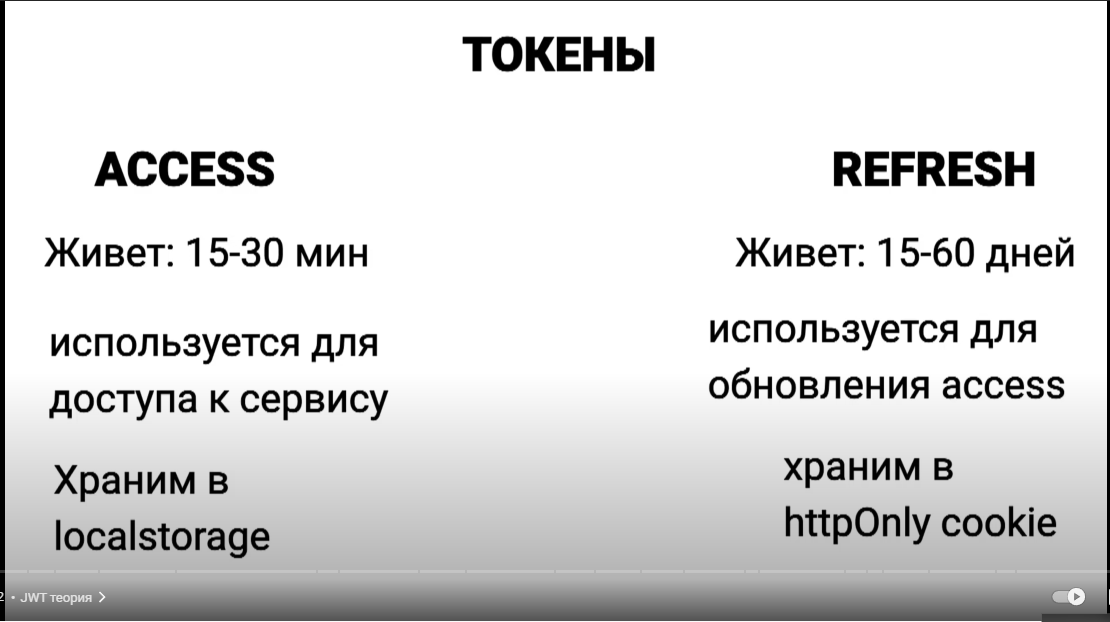 ТОКЕНЫ
ACCESS
Живет: 15-30 мин
используется для
доступа к сервису
Храним в
localstorage
REFRESH
Живет: 15-60 дней
используется для
обновления access
храним в
httpOnly cookie
2 • JWT теория >